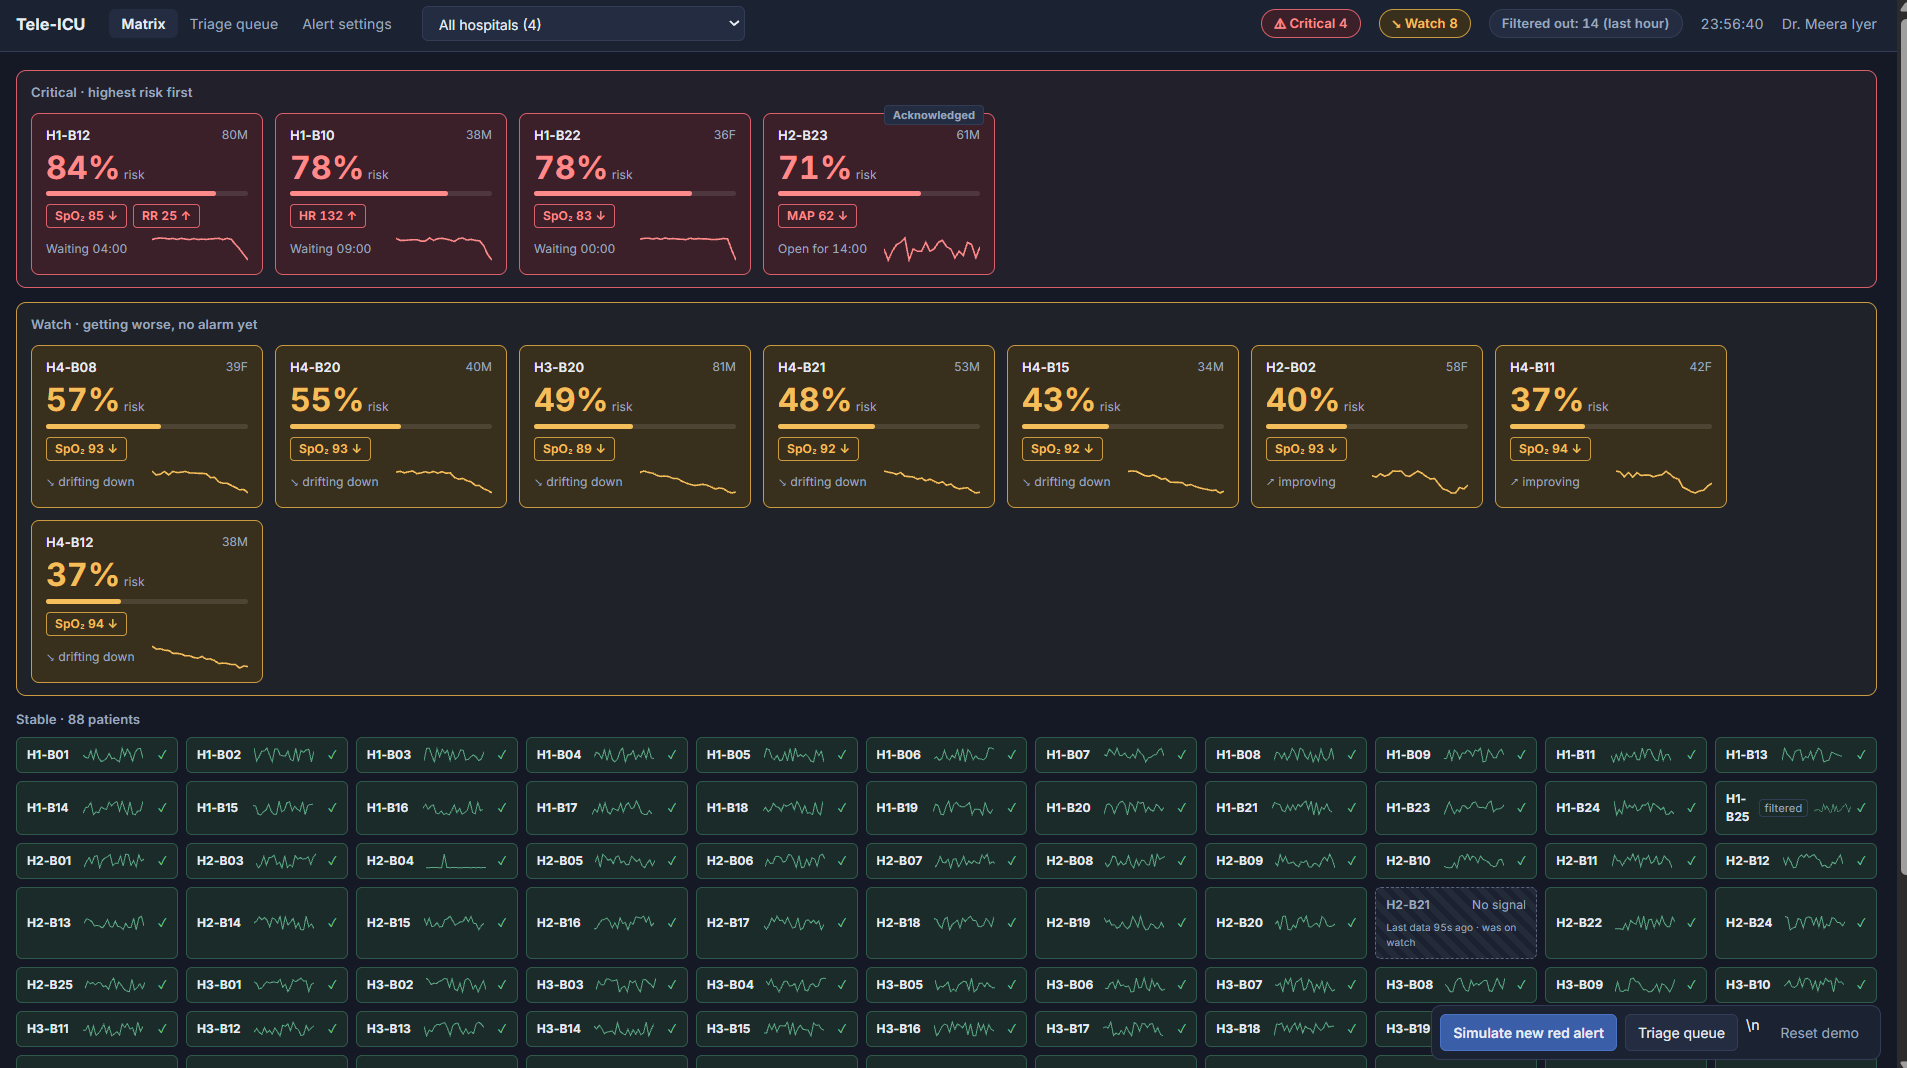 Tele-ICU Matrix Triage queue Alert settings All hospitals (4) Critical 4 ↘ Watch 8 Filtered out: 14 (last hour) 23:56:40 Dr. Meera Iyer
Critical · highest risk first
Acknowledged
H1-B12 80M H1-B10 38M H1-B22 36F H2-B23 61M
84% risk 78% risk 78% risk 71% risk
SpO₂ 85 ↓ RR 25 ↑ HR 132 ↑ SpO₂ 83 ↓ MAP 62 ↓
Waiting 04:00 Waiting 09:00 Waiting 00:00 Open for 14:00
Watch · getting worse, no alarm yet
H4-B08 39F H4-B20 40M H3-B20 81M H4-B21 53M H4-B15 34M H2-B02 58F H4-B11 42F
57% risk 55% risk 49% risk 48% risk 43% risk 40% risk 37% risk
SpO₂ 93 ↓ SpO₂ 93 ↓ SpO₂ 89 ↓ SpO₂ 92 ↓ SpO₂ 92 ↓ SpO₂ 93 ↓ SpO₂ 94 ↓
↘ drifting down ↘ drifting down ↘ drifting down ↘ drifting down ↘ drifting down ↗ improving ↗ improving
H4-B12 38M
37% risk
SpO₂ 94 ↓
↘ drifting down
Stable · 88 patients
H1-B01 ✓ H1-B02 ✓ H1-B03 ✓ H1-B04 ✓ H1-B05 ✓ H1-B06 ✓ H1-B07 ✓ H1-B08 ✓ H1-B09 ✓ H1-B11 ✓ H1-B13 ✓
H1-B14 ✓ H1-B15 ✓ H1-B16 ✓ H1-B17 ✓ H1-B18 ✓ H1-B19 ✓ H1-B20 ✓ H1-B21 ✓ H1-B23 ✓ H1-B24 ✓ H1-B25 filtered ✓
H2-B01 ✓ H2-B03 ✓ H2-B04 ✓ H2-B05 ✓ H2-B06 ✓ H2-B07 ✓ H2-B08 ✓ H2-B09 ✓ H2-B10 ✓ H2-B11 ✓ H2-B12 ✓
H2-B13 ✓ H2-B14 ✓ H2-B15 ✓ H2-B16 ✓ H2-B17 ✓ H2-B18 ✓ H2-B19 ✓ H2-B20 ✓ H2-B21 No signal H2-B22 ✓ H2-B24 ✓
Last data 95s ago · was on
watch
H2-B25 ✓ H3-B01 ✓ H3-B02 ✓ H3-B03 ✓ H3-B04 ✓ H3-B05 ✓ H3-B06 ✓ H3-B07 ✓ H3-B08 ✓ H3-B09 ✓ H3-B10 ✓
H3-B11 ✓ H3-B12 ✓ H3-B13 ✓ H3-B14 ✓ H3-B15 ✓ H3-B16 ✓ H3-B17 ✓ H3-B18 ✓ H3-B19
Simulate new red alert Triage queue \n Reset demo